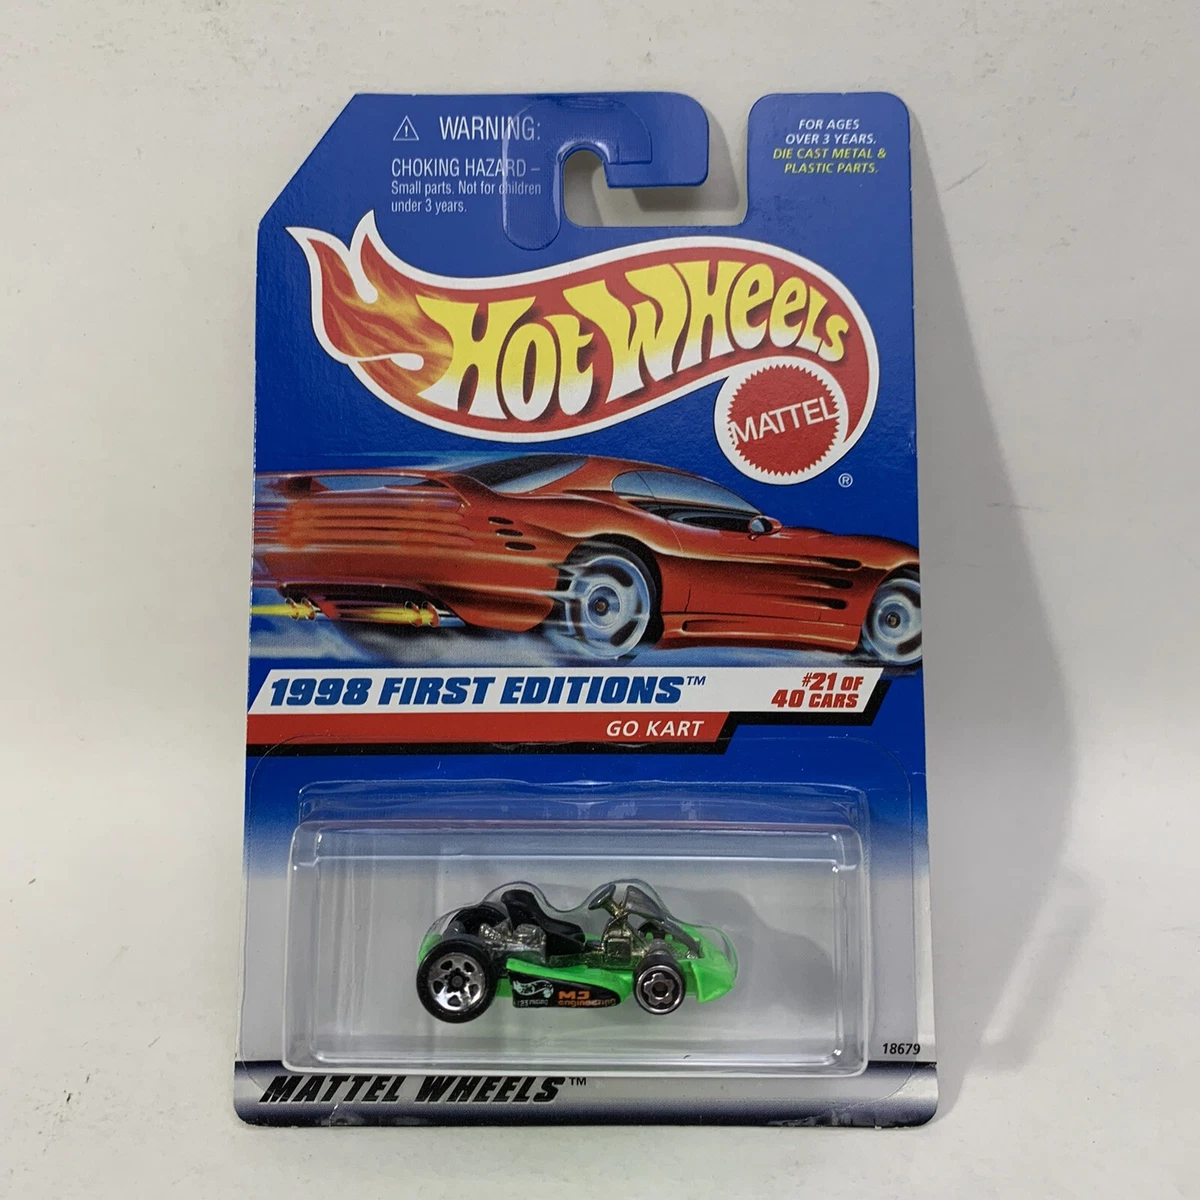 WARNING:
CHOKING HAZARD –
Small parts. Not for children
under 3 years.
FOR AGES
OVER 3 YEARS.
DIE CAST METAL &
PLASTIC PARTS.
HOT WHEELS
MATTEL
®
1998 FIRST EDITIONS™
#21 OF
40 CARS
GO KART
MJ
18679
MATTEL WHEELS™